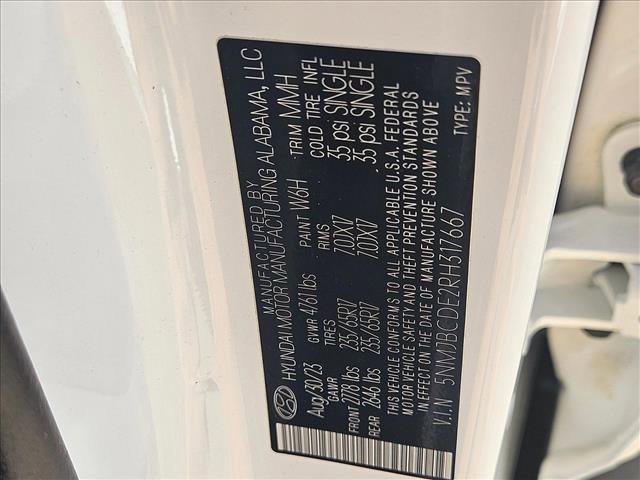 MANUFACTURED BY
HYUNDAI MOTOR MANUFACTURING ALABAMA, LLC
Aug/30/23 GVWR 4761 lbs PAINT W6H TRIM MMH
GAWR TIRES RIMS COLD TIRE INFL
FRONT 2778 lbs 235/65R17 7.0JX17 35 psi SINGLE
REAR 2646 lbs 235/65R17 7.0JX17 35 psi SINGLE
THIS VEHICLE CONFORMS TO ALL APPLICABLE U.S.A. FEDERAL
MOTOR VEHICLE SAFETY AND THEFT PREVENTION STANDARDS
IN EFFECT ON THE DATE OF MANUFACTURE SHOWN ABOVE
V.I.N 5NMJBCDE2RH317667 TYPE: MPV